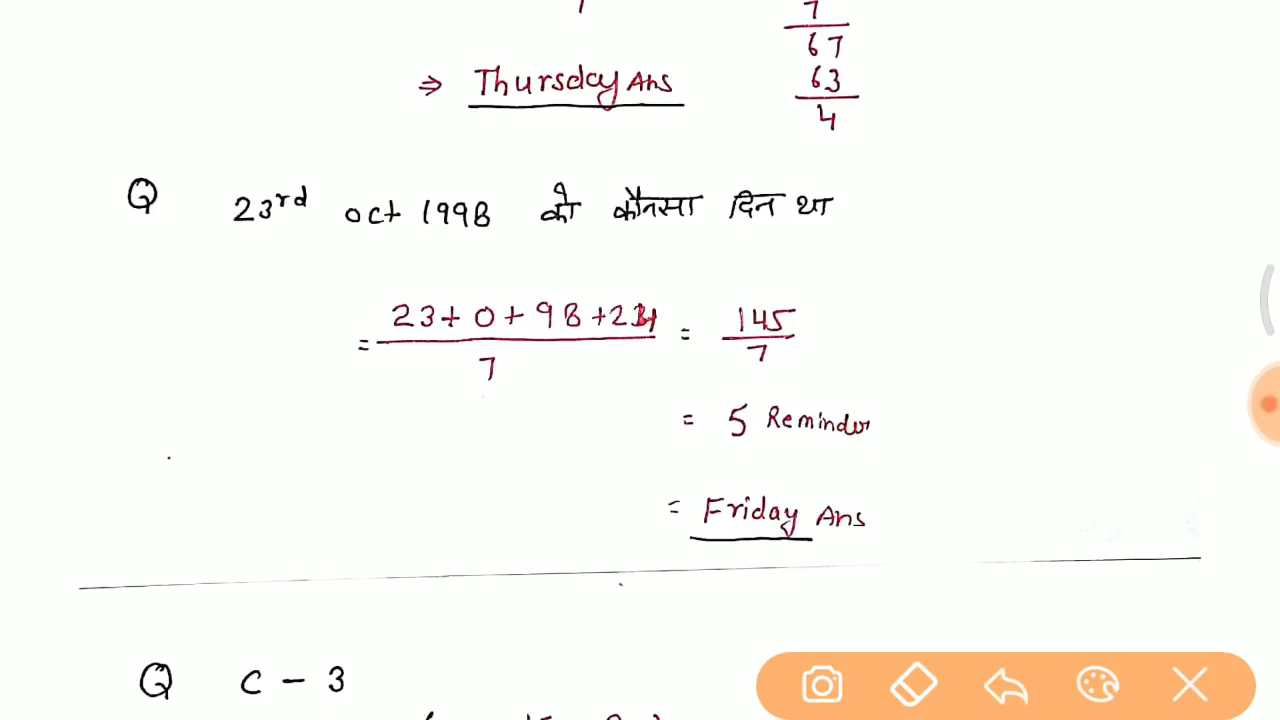 7
67
⇒ Thursday Ans 63
4
Q 23rd oct 1998 को कौनसा दिन था
= 23+ 0 + 98 +24 = 145
7 7
= 5 Reminder
= Friday Ans
Q C - 3